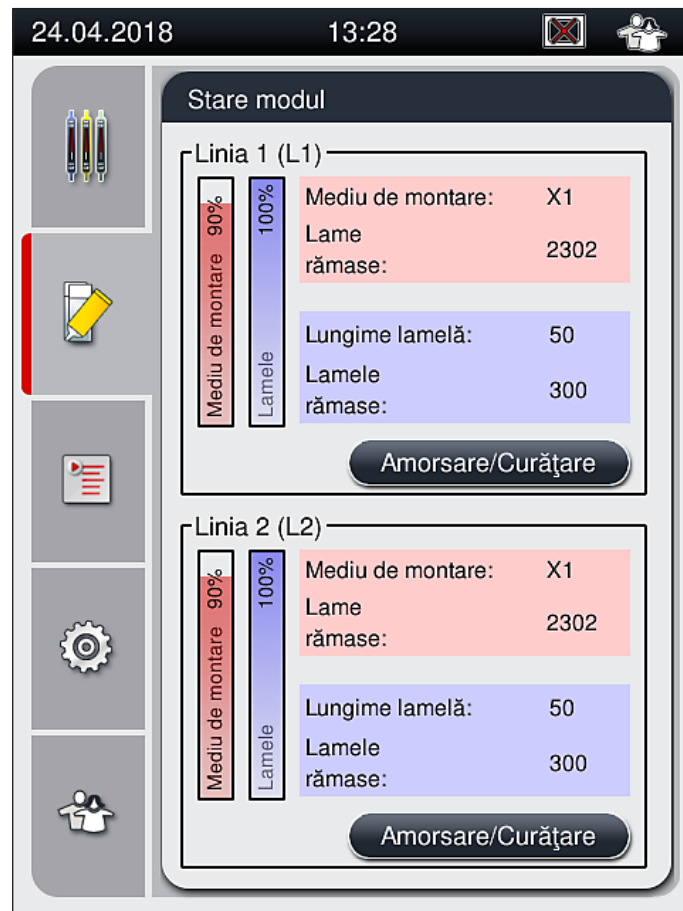 24.04.2018 13:28
Stare modul
Linia 1 (L1)
Mediu de montare 90%
Lamele 100%
Mediu de montare: X1
Lame
rămase: 2302
Lungime lamelă: 50
Lamele
rămase: 300
Amorsare/Curăţare
Linia 2 (L2)
Mediu de montare 90%
Lamele 100%
Mediu de montare: X1
Lame
rămase: 2302
Lungime lamelă: 50
Lamele
rămase: 300
Amorsare/Curăţare